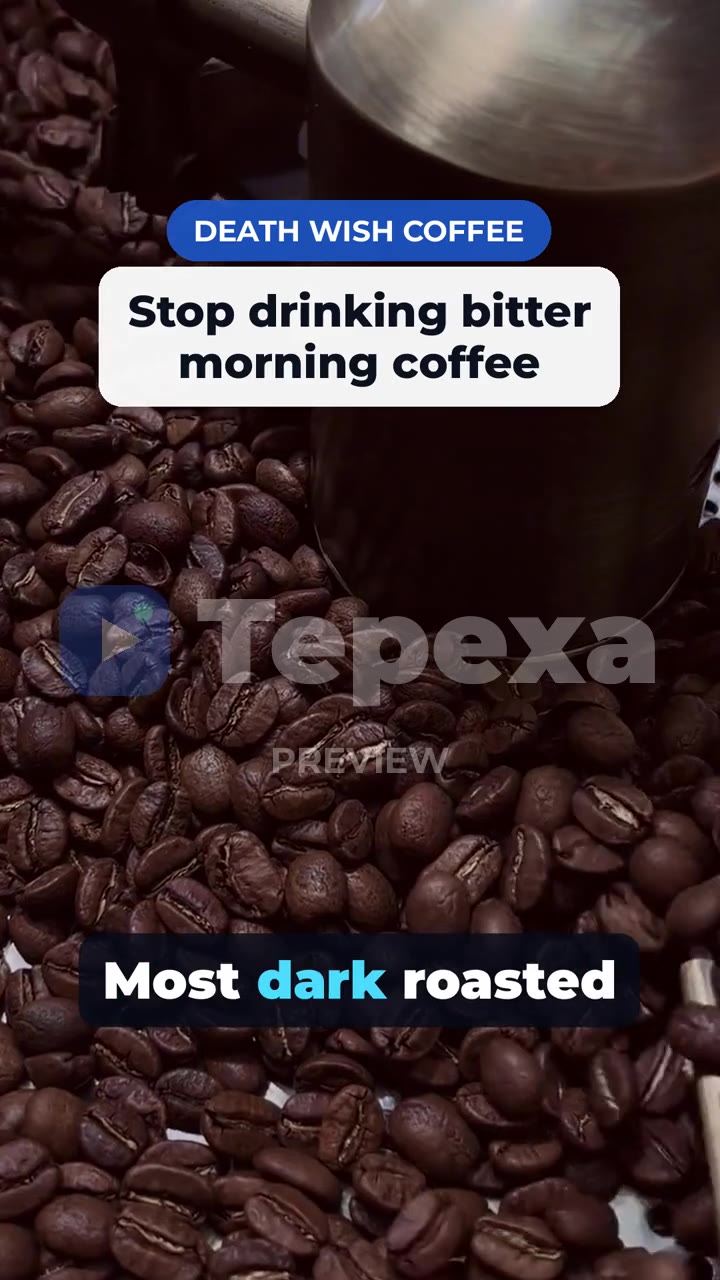 DEATH WISH COFFEE
Stop drinking bitter
morning coffee
Tepexa
PREVIEW
Most dark roasted